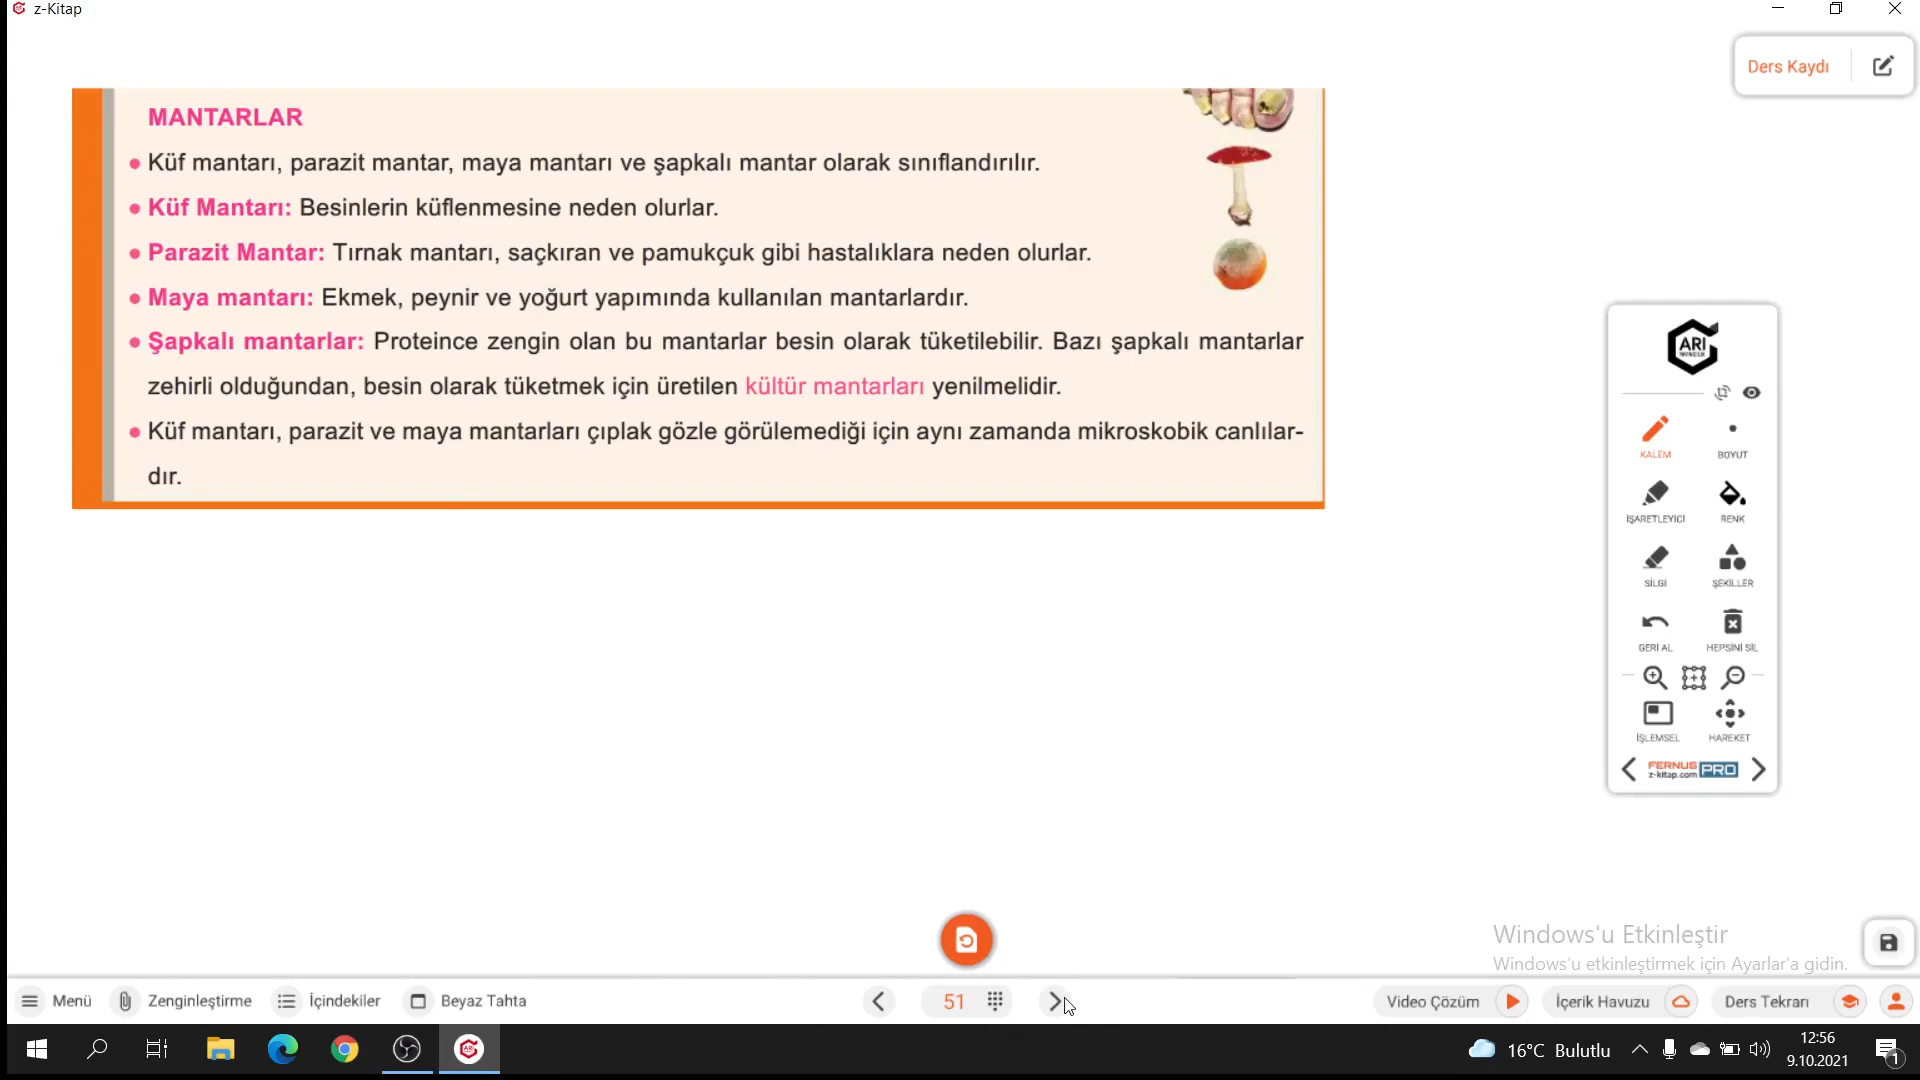 z-Kitap
Ders Kaydı
MANTARLAR
• Küf mantarı, parazit mantar, maya mantarı ve şapkalı mantar olarak sınıflandırılır.
• Küf Mantarı: Besinlerin küflenmesine neden olurlar.
• Parazit Mantar: Tırnak mantarı, saçkıran ve pamukçuk gibi hastalıklara neden olurlar.
• Maya mantarı: Ekmek, peynir ve yoğurt yapımında kullanılan mantarlardır.
• Şapkalı mantarlar: Proteince zengin olan bu mantarlar besin olarak tüketilebilir. Bazı şapkalı mantarlar
zehirli olduğundan, besin olarak tüketmek için üretilen kültür mantarları yenilmelidir.
• Küf mantarı, parazit ve maya mantarları çıplak gözle görülemediği için aynı zamanda mikroskobik canlılar-
dır.
ARI
KALEM BOYUT
İŞARETLEYİCİ RENK
SİLGİ ŞEKİLLER
GERİ AL HEPSİNİ SİL
İŞLEMSEL HAREKET
FERNUS
z-kitap.com PRO
Windows'u Etkinleştir
Windows'u etkinleştirmek için Ayarlar'a gidin.
Menü Zenginleştirme İçindekiler Beyaz Tahta 51 Video Çözüm İçerik Havuzu Ders Tekrarı
16°C Bulutlu
12:56
9.10.2021
1